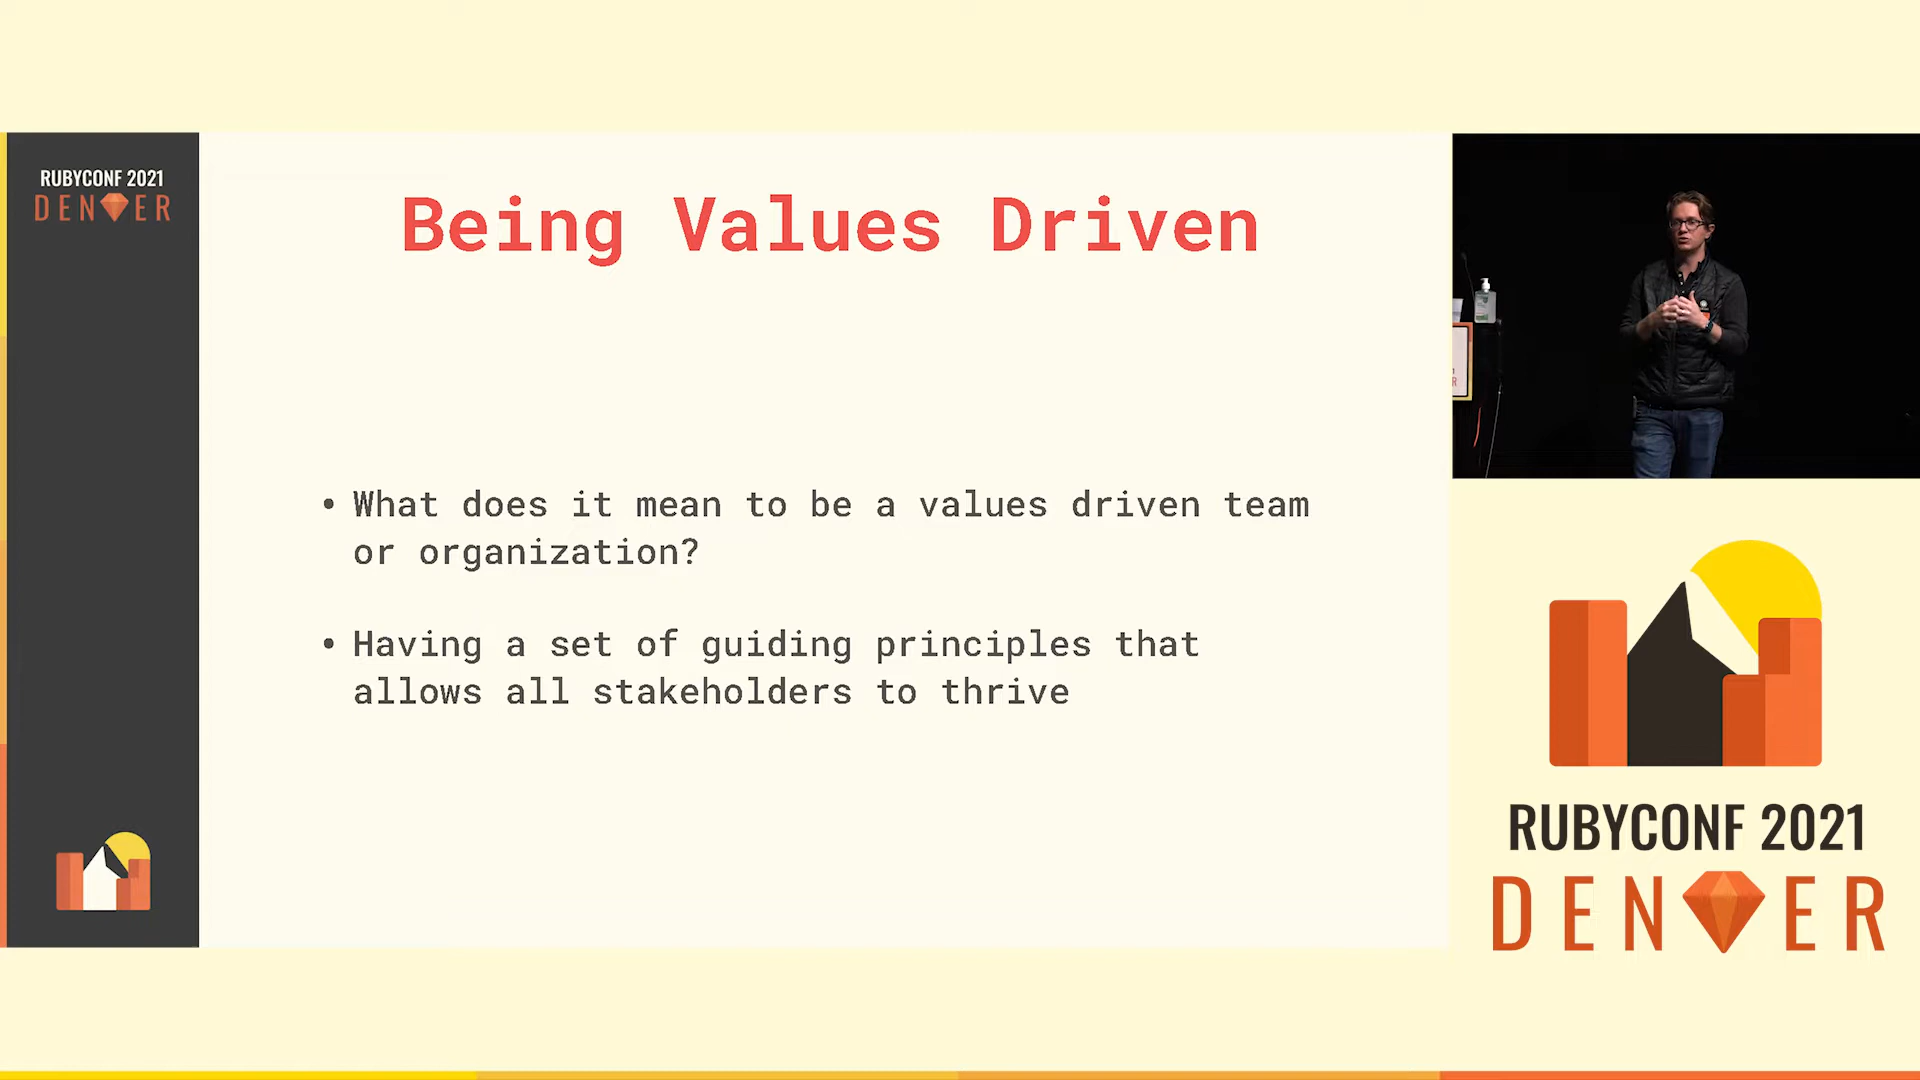 RUBYCONF 2021
DENVER
Being Values Driven
• What does it mean to be a values driven team
or organization?
• Having a set of guiding principles that
allows all stakeholders to thrive
RUBYCONF 2021
DENVER